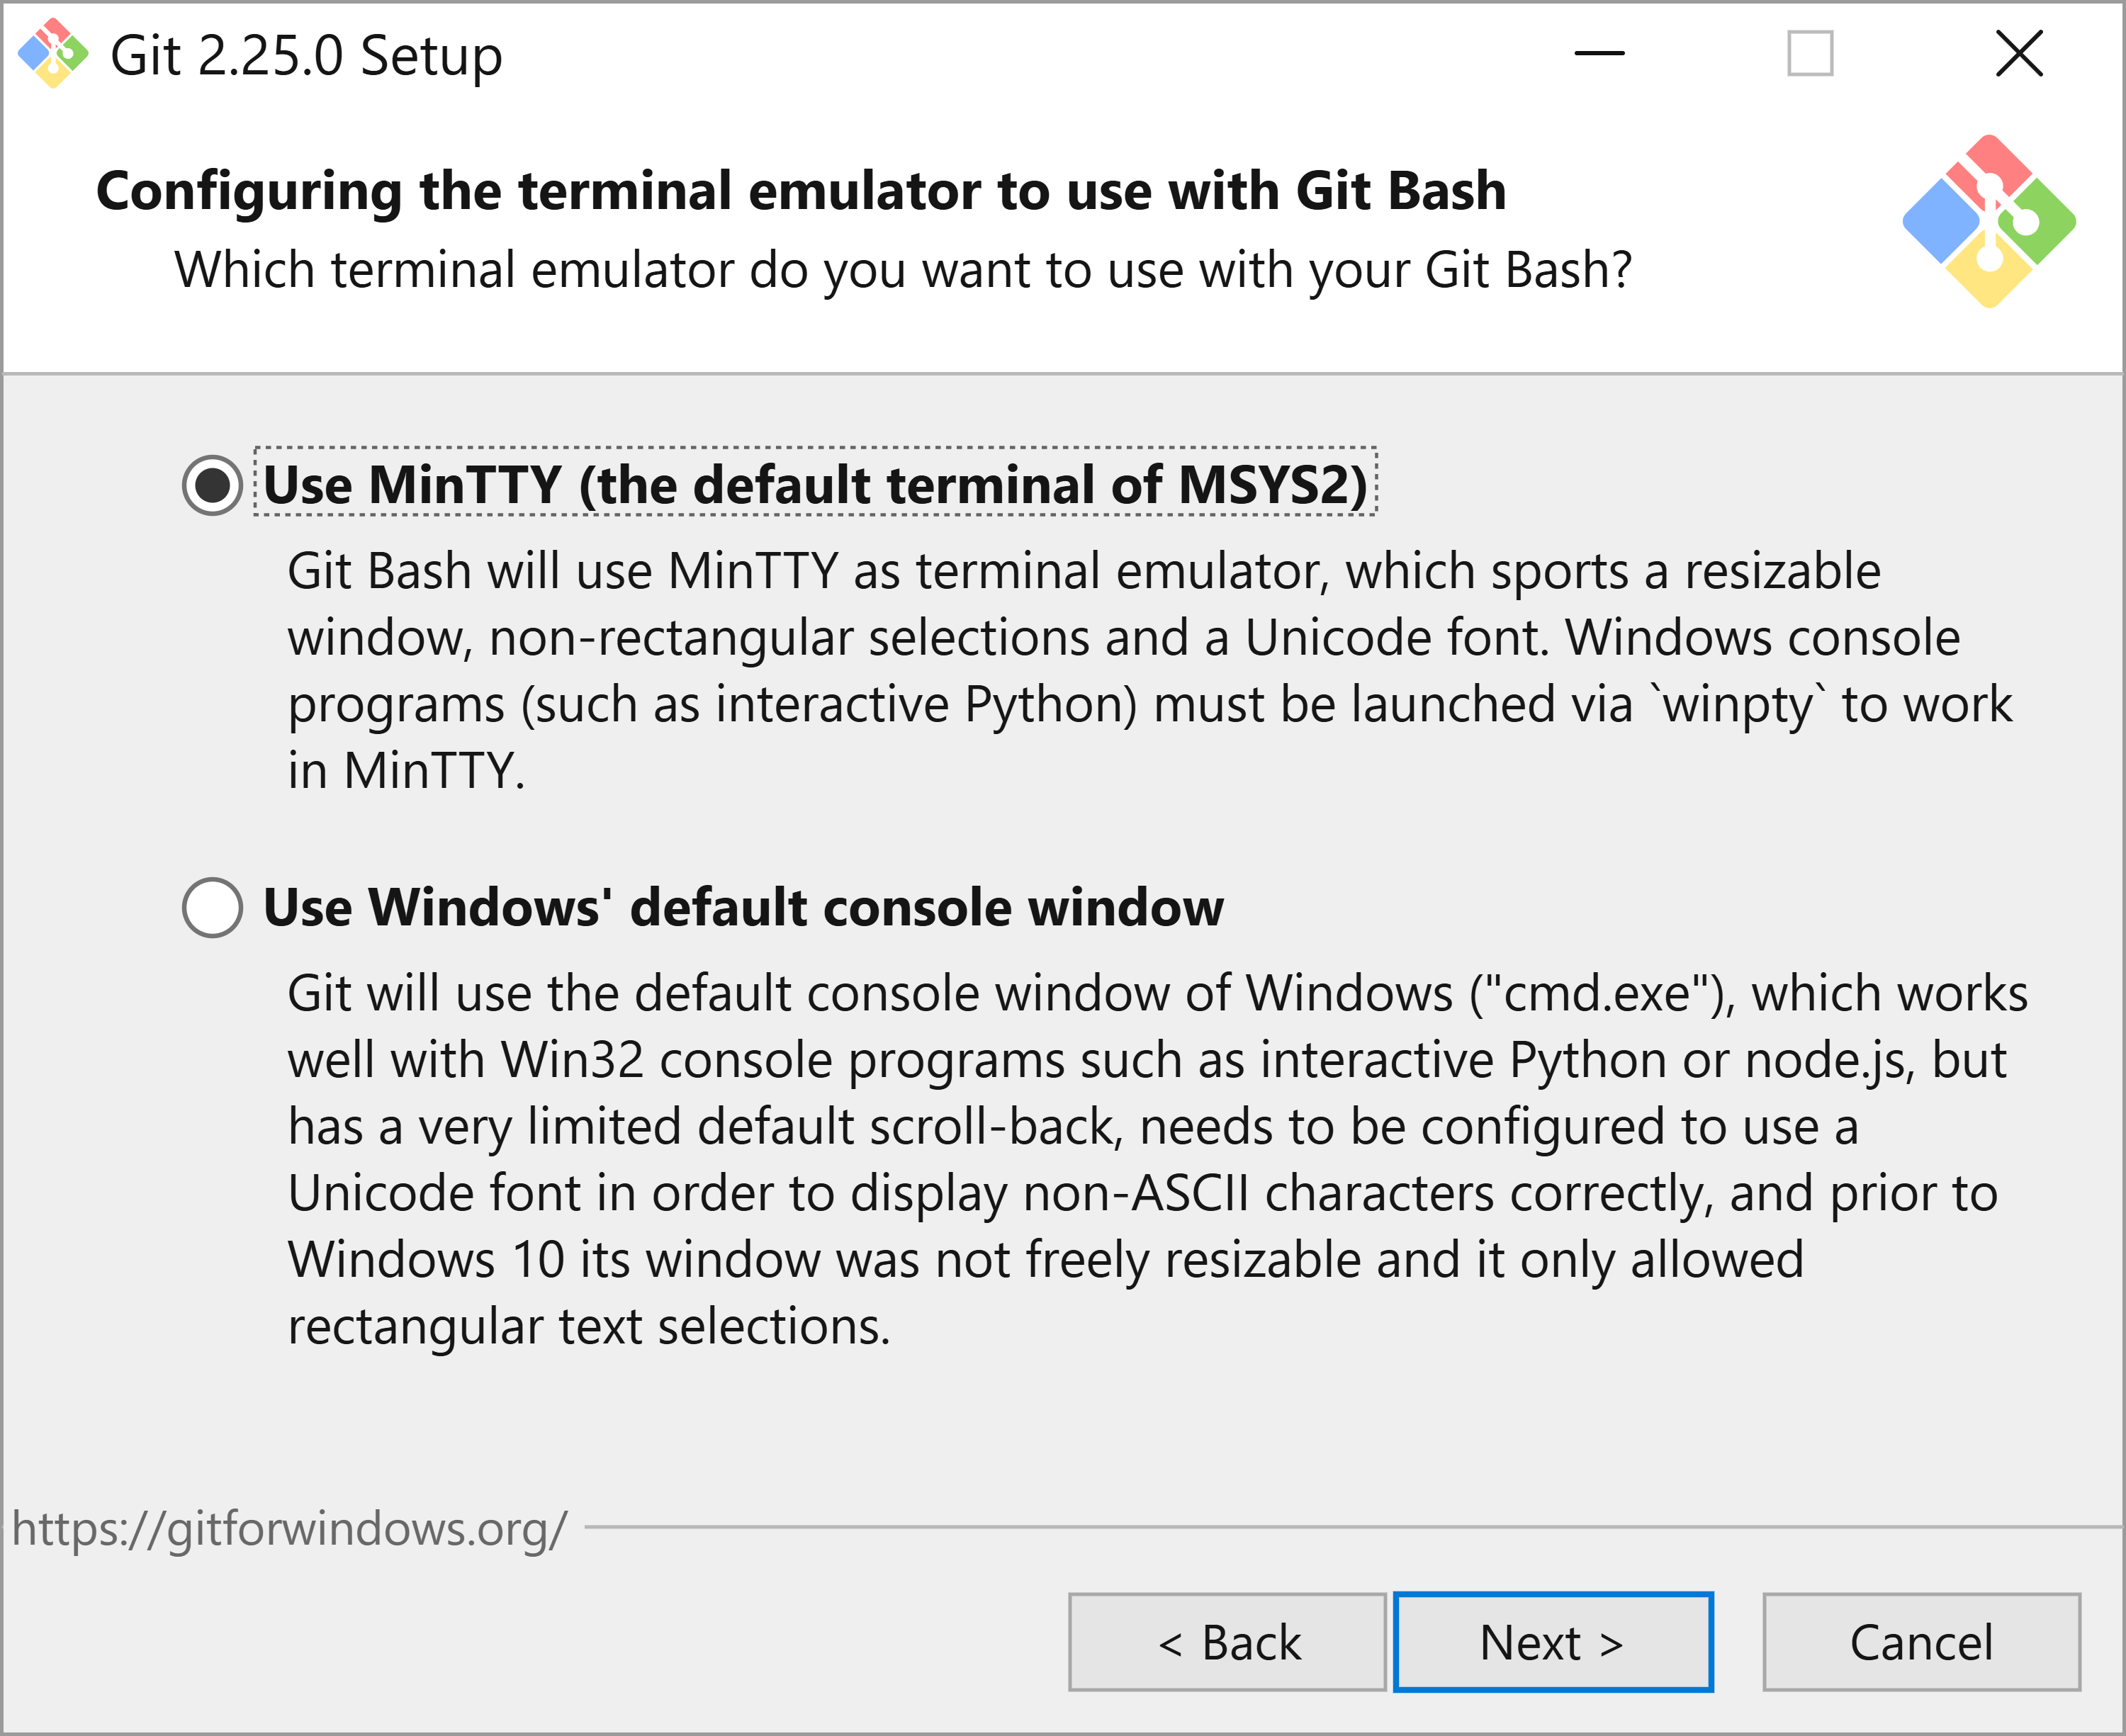 Git 2.25.0 Setup
Configuring the terminal emulator to use with Git Bash
Which terminal emulator do you want to use with your Git Bash?
Use MinTTY (the default terminal of MSYS2)
Git Bash will use MinTTY as terminal emulator, which sports a resizable
window, non-rectangular selections and a Unicode font. Windows console
programs (such as interactive Python) must be launched via `winpty` to work
in MinTTY.
Use Windows' default console window
Git will use the default console window of Windows ("cmd.exe"), which works
well with Win32 console programs such as interactive Python or node.js, but
has a very limited default scroll-back, needs to be configured to use a
Unicode font in order to display non-ASCII characters correctly, and prior to
Windows 10 its window was not freely resizable and it only allowed
rectangular text selections.
https://gitforwindows.org/
< Back
Next >
Cancel